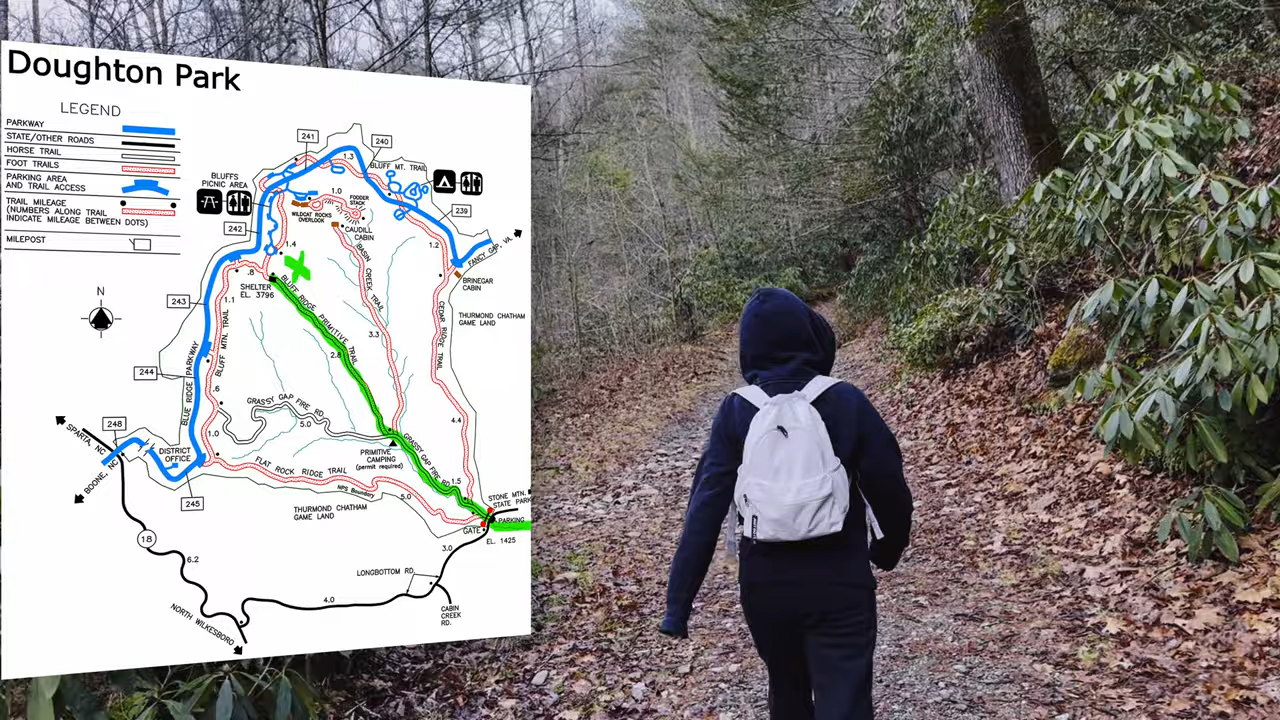 Doughton Park
LEGEND
PARKWAY
STATE/OTHER ROADS
HORSE TRAIL
FOOT TRAILS
PARKING AREA
AND TRAIL ACCESS
TRAIL MILEAGE
(NUMBERS ALONG TRAIL
INDICATE MILEAGE BETWEEN DOTS)
MILEPOST
N
241
240
1.3
BLUFF MT. TRAIL
BLUFFS
PICNIC AREA
1.0
FODDER
STACK
WILDCAT ROCKS
OVERLOOK
239
242
CAUDILL
CABIN
1.4
1.2
FANCY GAP, VA.
.8
SHELTER
EL. 3796
BRINEGAR
CABIN
243
1.1
BLUFF RIDGE PRIMITIVE TRAIL
BASIN CREEK TRAIL
CEDAR RIDGE TRAIL
THURMOND CHATHAM
GAME LAND
BLUFF MTN. TRAIL
3.3
2.8
BLUE RIDGE PARKWAY
244
.6
GRASSY GAP FIRE RD.
5.0
4.4
248
SPARTA, NC
BOONE, NC
1.0
DISTRICT
OFFICE
GRASSY GAP FIRE RD.
PRIMITIVE
CAMPING
(permit required)
FLAT ROCK RIDGE TRAIL
NPS Boundary
5.0
1.5
STONE MTN.
STATE PARK
245
THURMOND CHATHAM
GAME LAND
PARKING
GATE
EL. 1425
18
3.0
6.2
LONGBOTTOM RD.
4.0
CABIN
CREEK
RD.
NORTH WILKESBORO